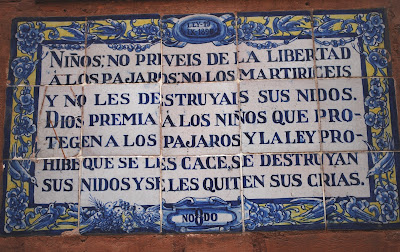 NIÑOS, NO PRIVEIS DE LA LIBERTAD
Á LOS PAJAROS: NO LOS MARTIRICEIS
Y NO LES DESTRUYAIS SUS NIDOS.
DIOS PREMIA Á LOS NIÑOS QUE PRO-
TEGEN A LOS PAJAROS Y LA LEY PRO-
HIBE QUE SE LES CACE, SE DESTRUYAN
SUS NIDOS Y SE LES QUITEN SUS CRIAS.
NO8DO